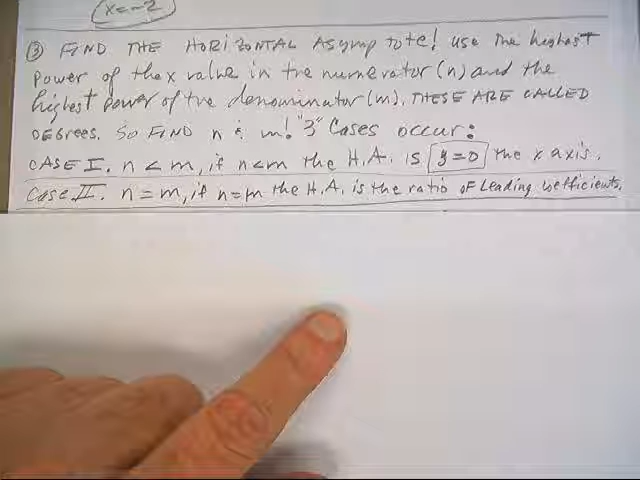 x=-2
③ FIND THE HORIZONTAL Asymptote! Use the highest
Power of the x value in the numerator (n) and the
highest power of the denominator (m). THESE ARE CALLED
DEGREES. SO FIND n & m! "3" Cases occur:
CASE I. n < m, if n<m the H.A. is y=0 the x axis.
Case II. n = m, if n=m the H.A. is the ratio of Leading Coefficients.